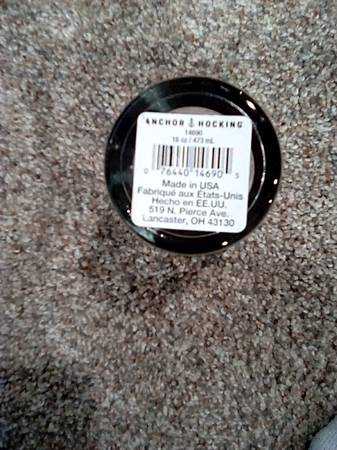 ANCHOR HOCKING
14690
16 oz / 473 mL
0 76440 14690 5
Made in USA
Fabriqué aux États-Unis
Hecho en EE.UU.
519 N. Pierce Ave.
Lancaster, OH 43130